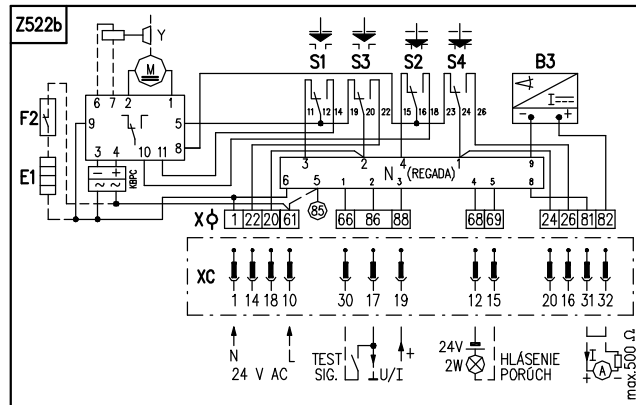 Z522b
Y
M
6 7 2 1
F2
9 5
8
3 4 10 11
E1
KBPC
S1 S3 S2 S4 B3
I
11 12 14 19 20 22 15 16 18 23 24 26
- +
3 2 4 1 9
N (REGADA)
6 5 1 2 3 4 5 8 7
X 1 22 20 61 85 66 86 88 68 69 24 26 81 82
XC
1 14 18 10 30 17 19 12 15 20 16 31 32
N L
24 V AC
TEST
SIG.
U/I
+
24V
2W
HLÁSENIE
PORÚCH
I
A
+ -
max.500 Ω